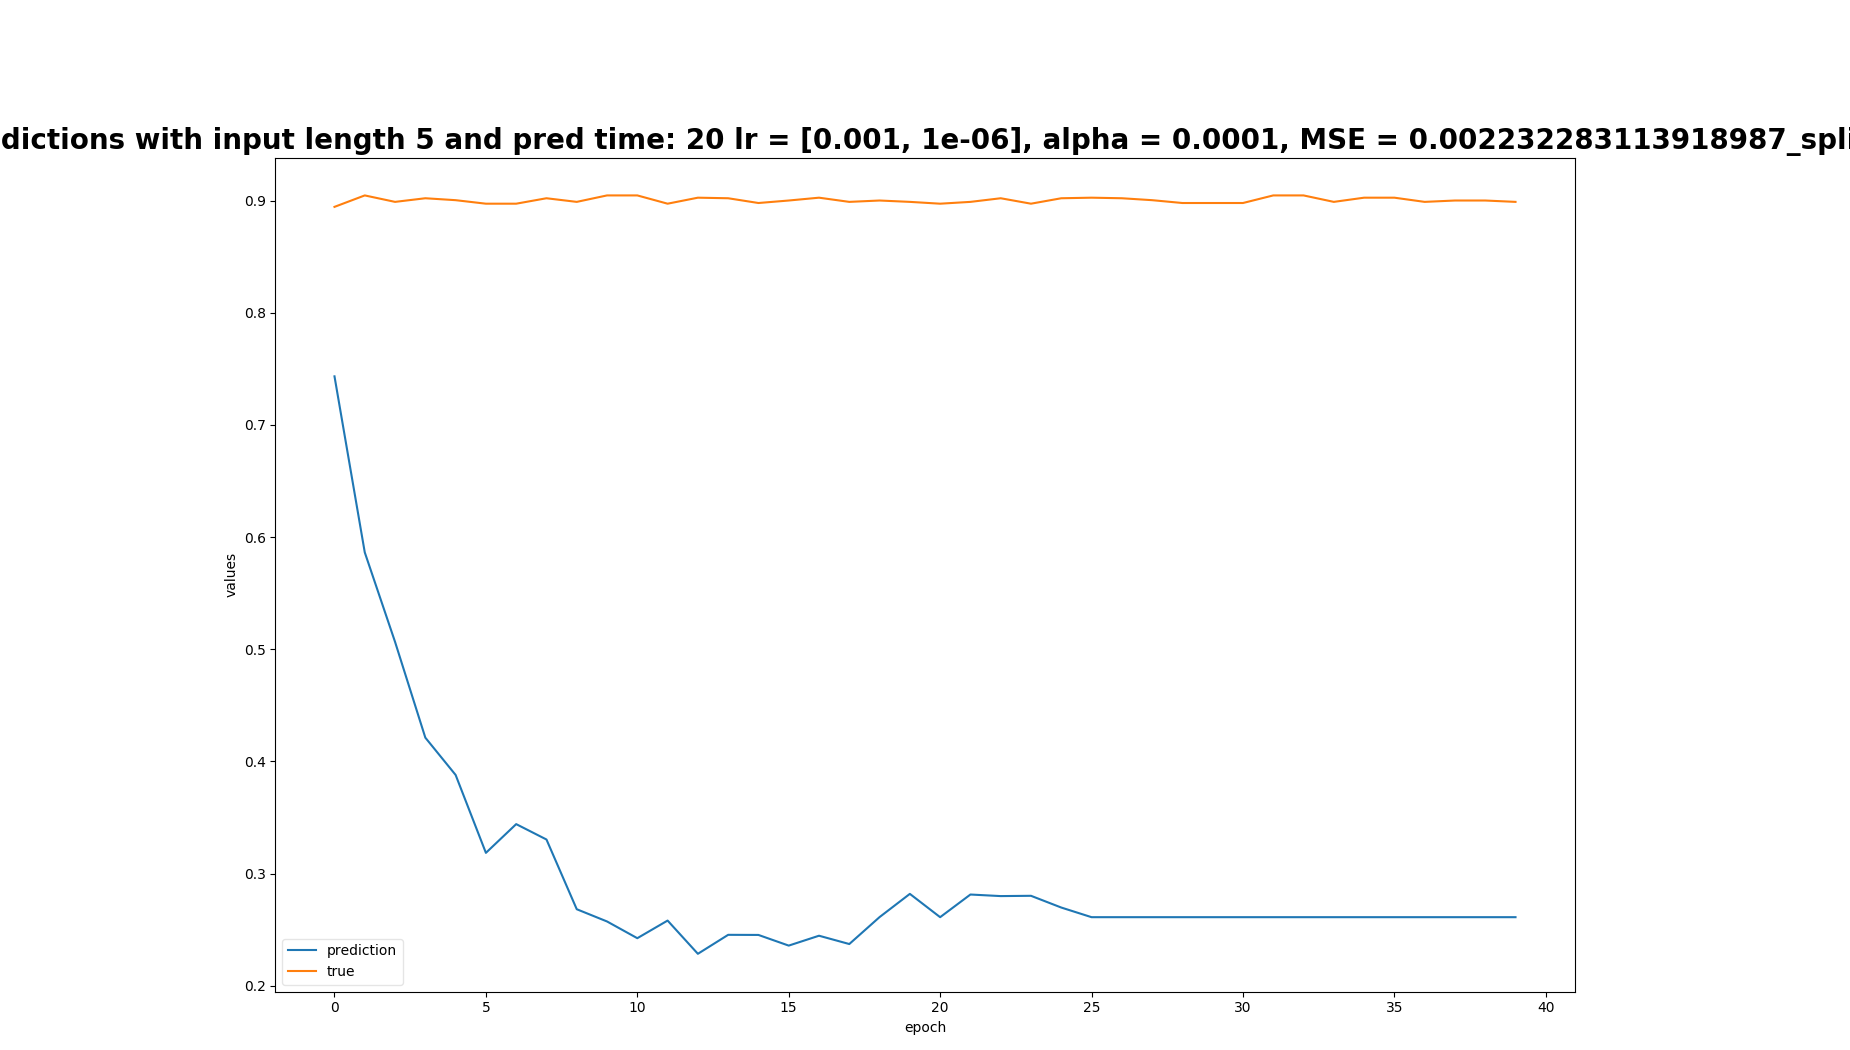 dictions with input length 5 and pred time: 20 lr = [0.001, 1e-06], alpha = 0.0001, MSE = 0.002232283113918987_spli
0.9
0.8
0.7
0.6
0.5
0.4
0.3
0.2
values
prediction
true
0 5 10 15 20 25 30 35 40
epoch